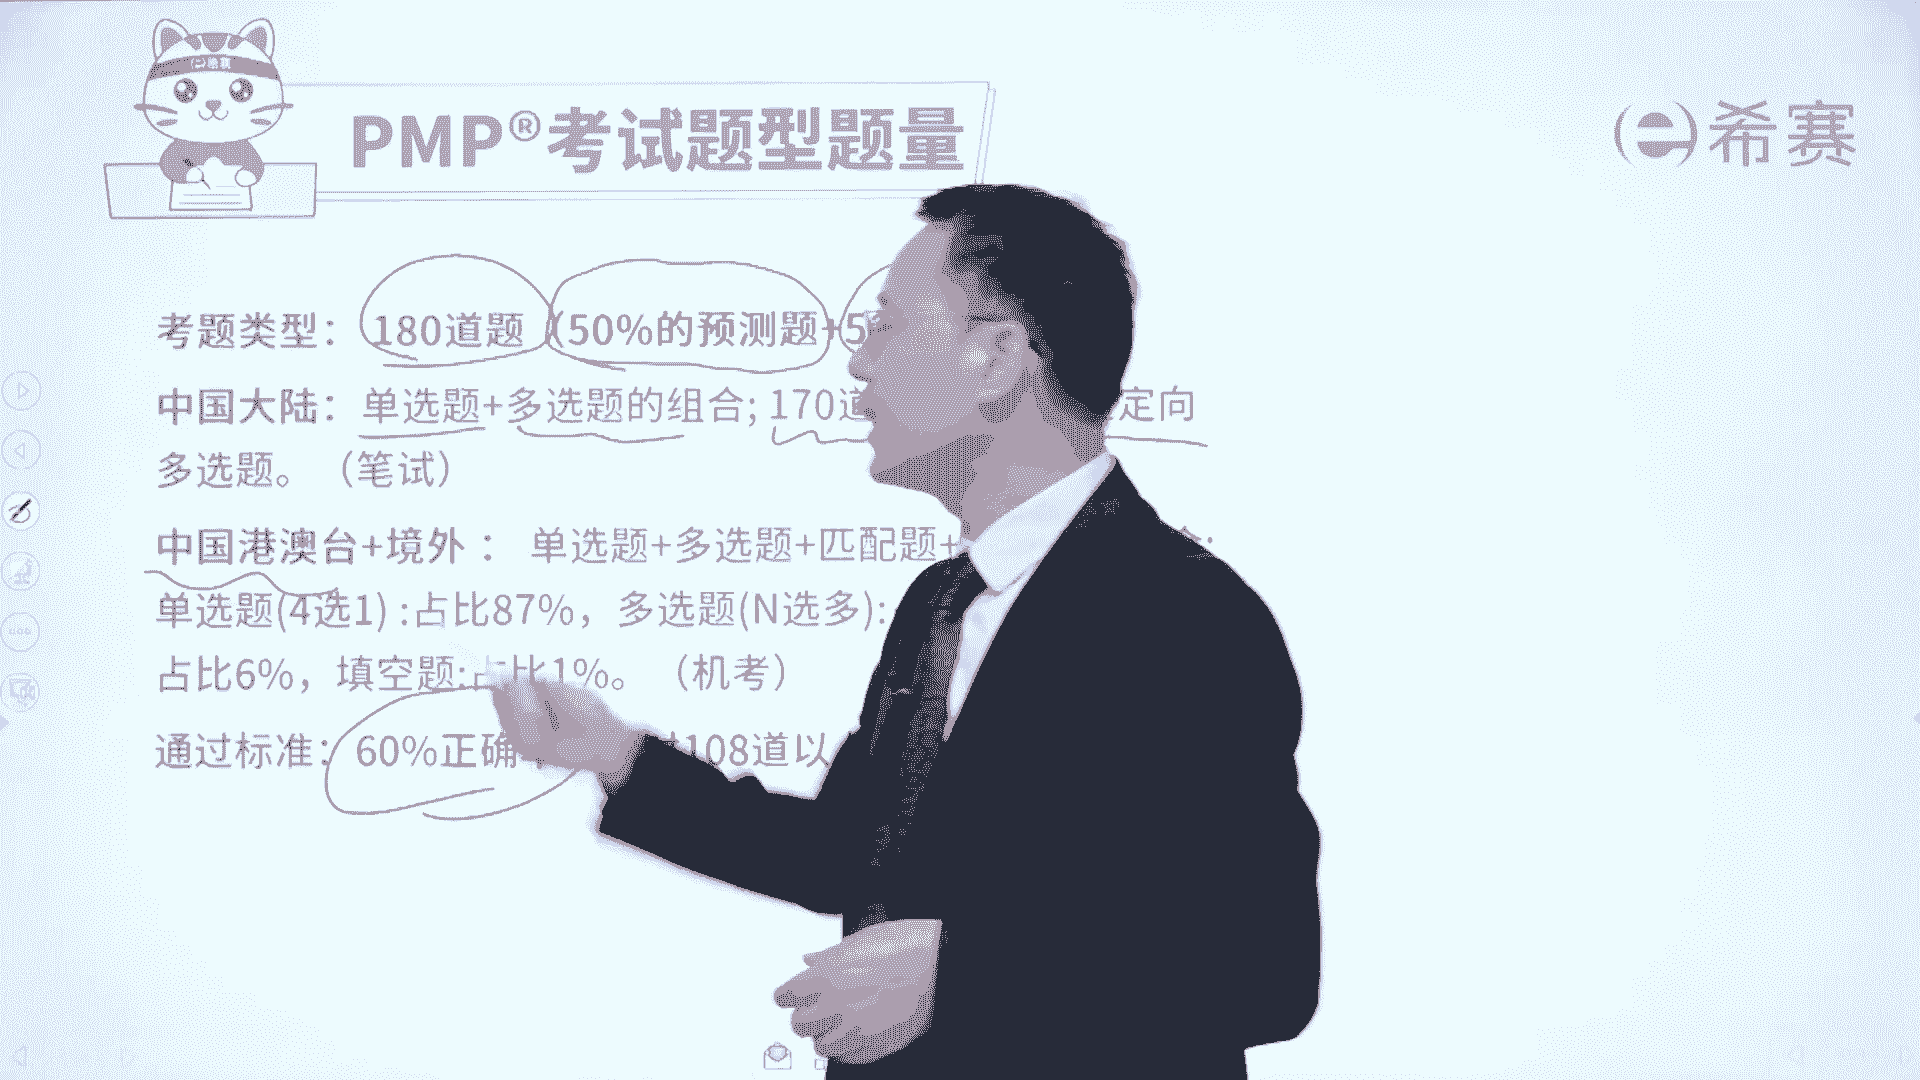 希赛
PMP®考试题型题量
希赛
考题类型：180道题（50%的预测题+5
中国大陆：单选题+多选题的组合；170道 定向
多选题。（笔试）
中国港澳台+境外： 单选题+多选题+匹配题+
单选题(4选1) :占比87%，多选题(N选多):
占比6%，填空题:占比1%。（机考）
通过标准：60%正确 108道以